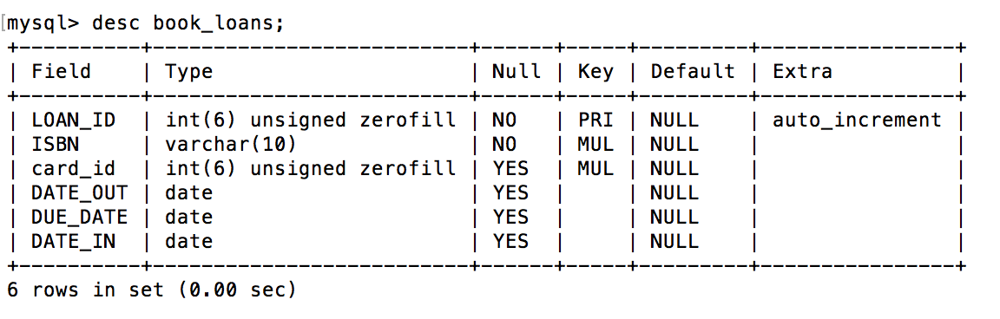 [mysql> desc book_loans;
+-----------+----------------------------+------+-----+---------+----------------+
| Field | Type | Null | Key | Default | Extra |
+-----------+----------------------------+------+-----+---------+----------------+
| LOAN_ID | int(6) unsigned zerofill | NO | PRI | NULL | auto_increment |
| ISBN | varchar(10) | NO | MUL | NULL | |
| card_id | int(6) unsigned zerofill | YES | MUL | NULL | |
| DATE_OUT | date | YES | | NULL | |
| DUE_DATE | date | YES | | NULL | |
| DATE_IN | date | YES | | NULL | |
+-----------+----------------------------+------+-----+---------+----------------+
6 rows in set (0.00 sec)